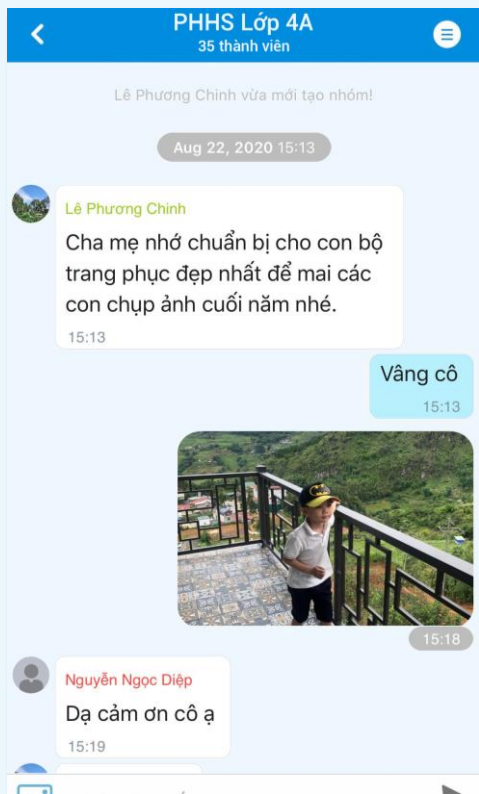 PHHS Lớp 4A
35 thành viên
Lê Phương Chinh vừa mới tạo nhóm!
Aug 22, 2020 15:13
Lê Phương Chinh
Cha mẹ nhớ chuẩn bị cho con bộ
trang phục đẹp nhất để mai các
con chụp ảnh cuối năm nhé.
15:13
Vâng cô
15:13
15:18
Nguyễn Ngọc Diệp
Dạ cảm ơn cô ạ
15:19